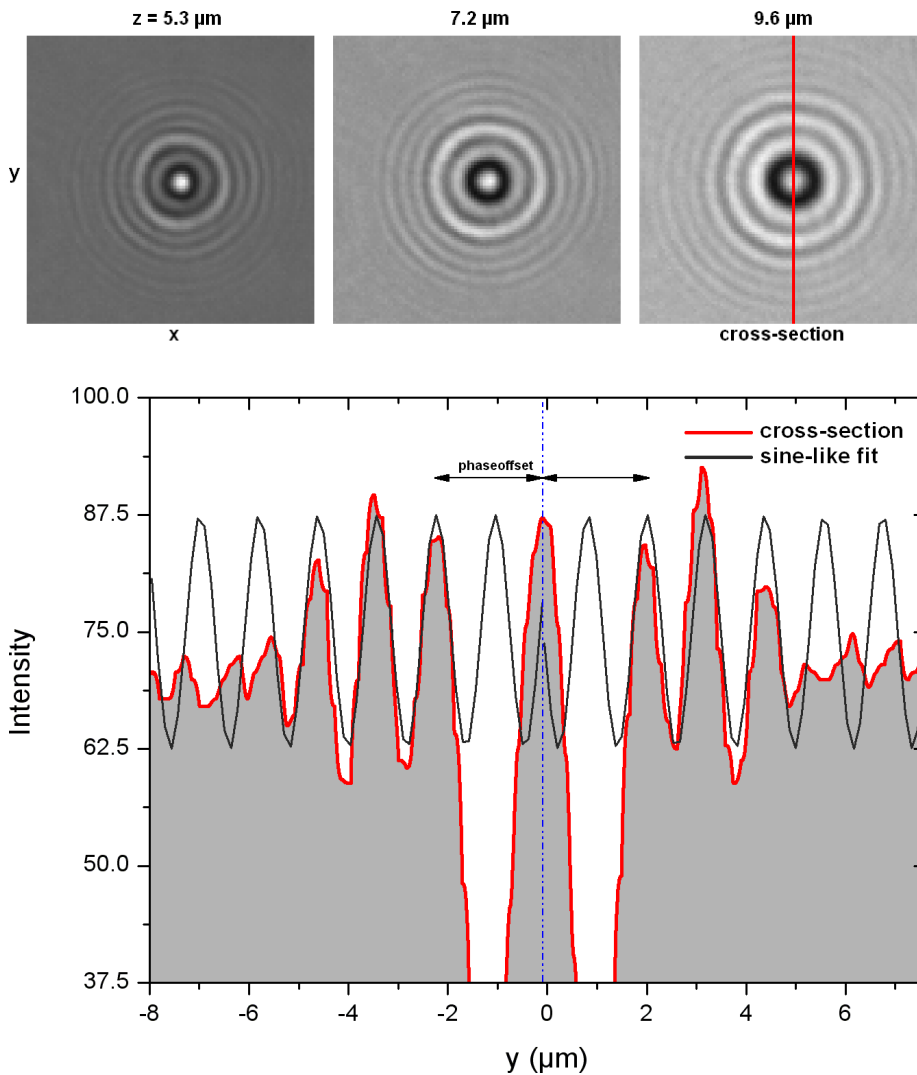 z = 5.3 µm
7.2 µm
9.6 µm
y
x
cross-section
100.0
87.5
75.0
62.5
50.0
37.5
Intensity
phaseoffset
cross-section
sine-like fit
-8
-6
-4
-2
0
2
4
6
y (µm)